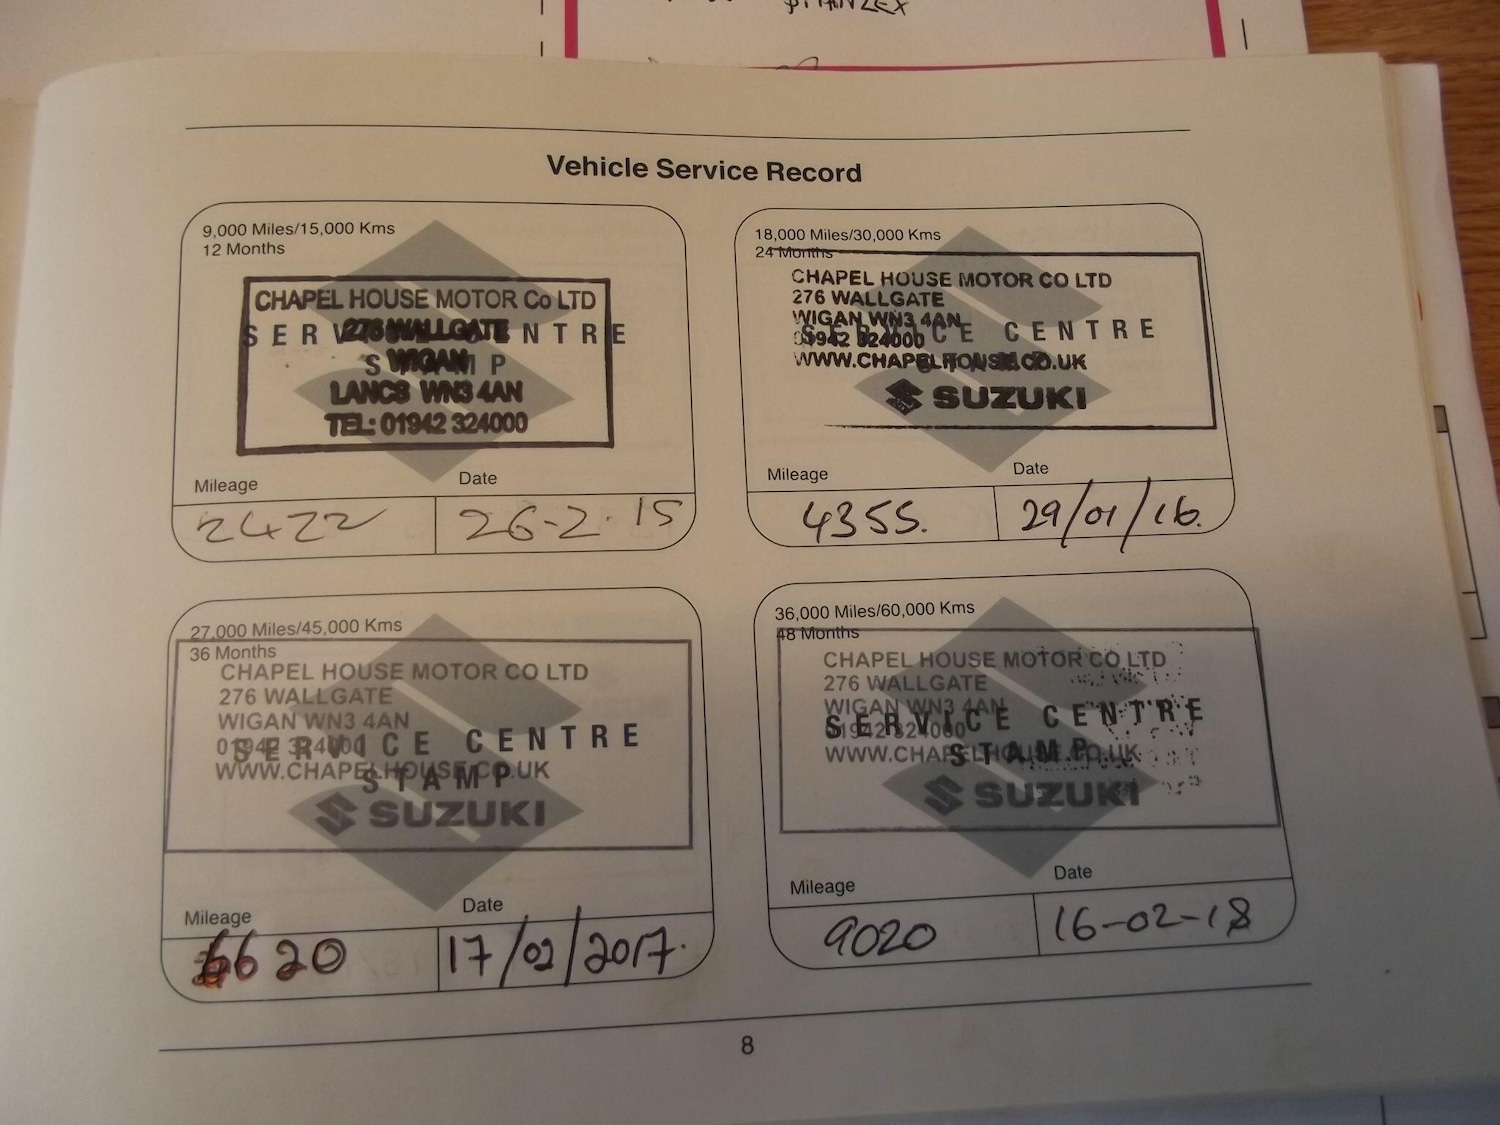 Vehicle Service Record
9,000 Miles/15,000 Kms
12 Months
CHAPEL HOUSE MOTOR Co LTD
SERVICE CENTRE
276 WALLGATE
STAMP
WIGAN
LANCS WN3 4AN
TEL: 01942 324000
Mileage Date
2422 26-2-15
18,000 Miles/30,000 Kms
24 Months
CHAPEL HOUSE MOTOR CO LTD
276 WALLGATE
WIGAN WN3 4AN
SERVICE CENTRE
01942 324000
WWW.CHAPELHOUSE.CO.UK
STAMP
SUZUKI
Mileage Date
4355. 29/01/16.
27,000 Miles/45,000 Kms
36 Months
CHAPEL HOUSE MOTOR CO LTD
276 WALLGATE
WIGAN WN3 4AN
SERVICE CENTRE
01942 324000
WWW.CHAPELHOUSE.CO.UK
STAMP
SUZUKI
Mileage Date
6620 17/02/2017.
36,000 Miles/60,000 Kms
48 Months
CHAPEL HOUSE MOTOR CO LTD
276 WALLGATE
WIGAN WN3 4AN
SERVICE CENTRE
01942 324000
WWW.CHAPELHOUSE.CO.UK
STAMP
SUZUKI
Mileage Date
9020 16-02-18
8